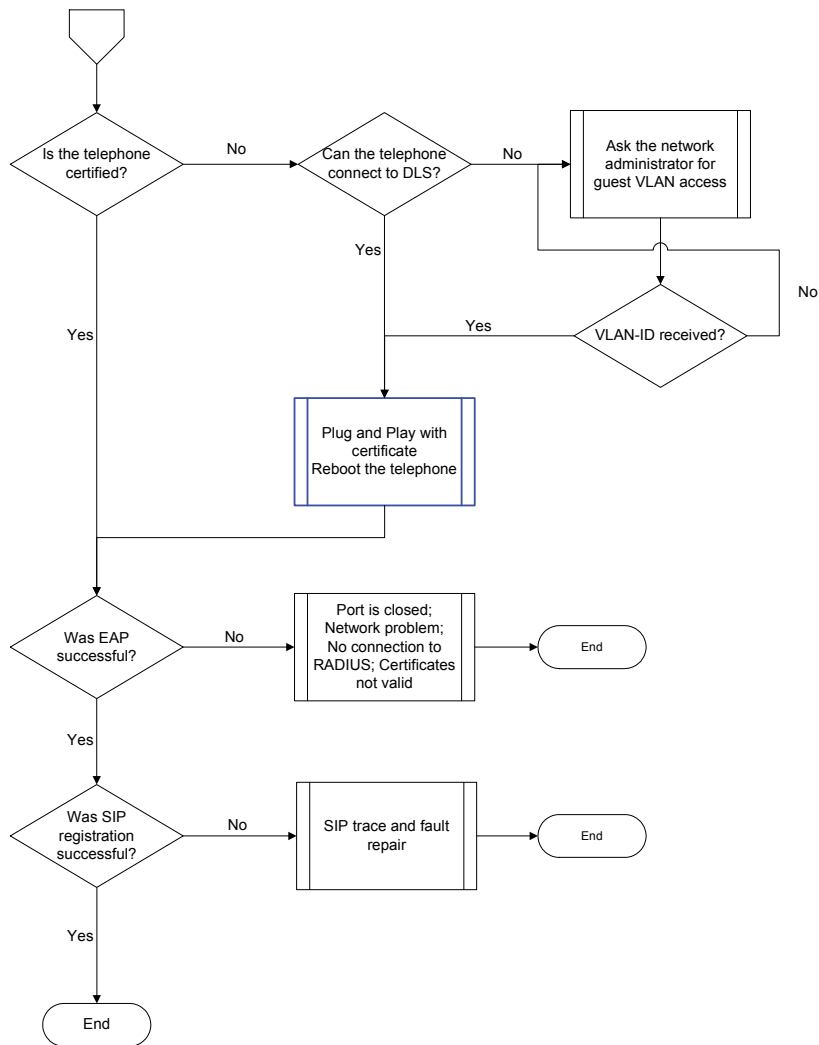 Is the telephone
certified?
No
Can the telephone
connect to DLS?
No
Ask the network
administrator for
guest VLAN access
Yes
No
Yes
Yes
VLAN-ID received?
Plug and Play with
certificate
Reboot the telephone
Was EAP
successful?
No
Port is closed;
Network problem;
No connection to
RADIUS; Certificates
not valid
End
Yes
Was SIP
registration
successful?
No
SIP trace and fault
repair
End
Yes
End